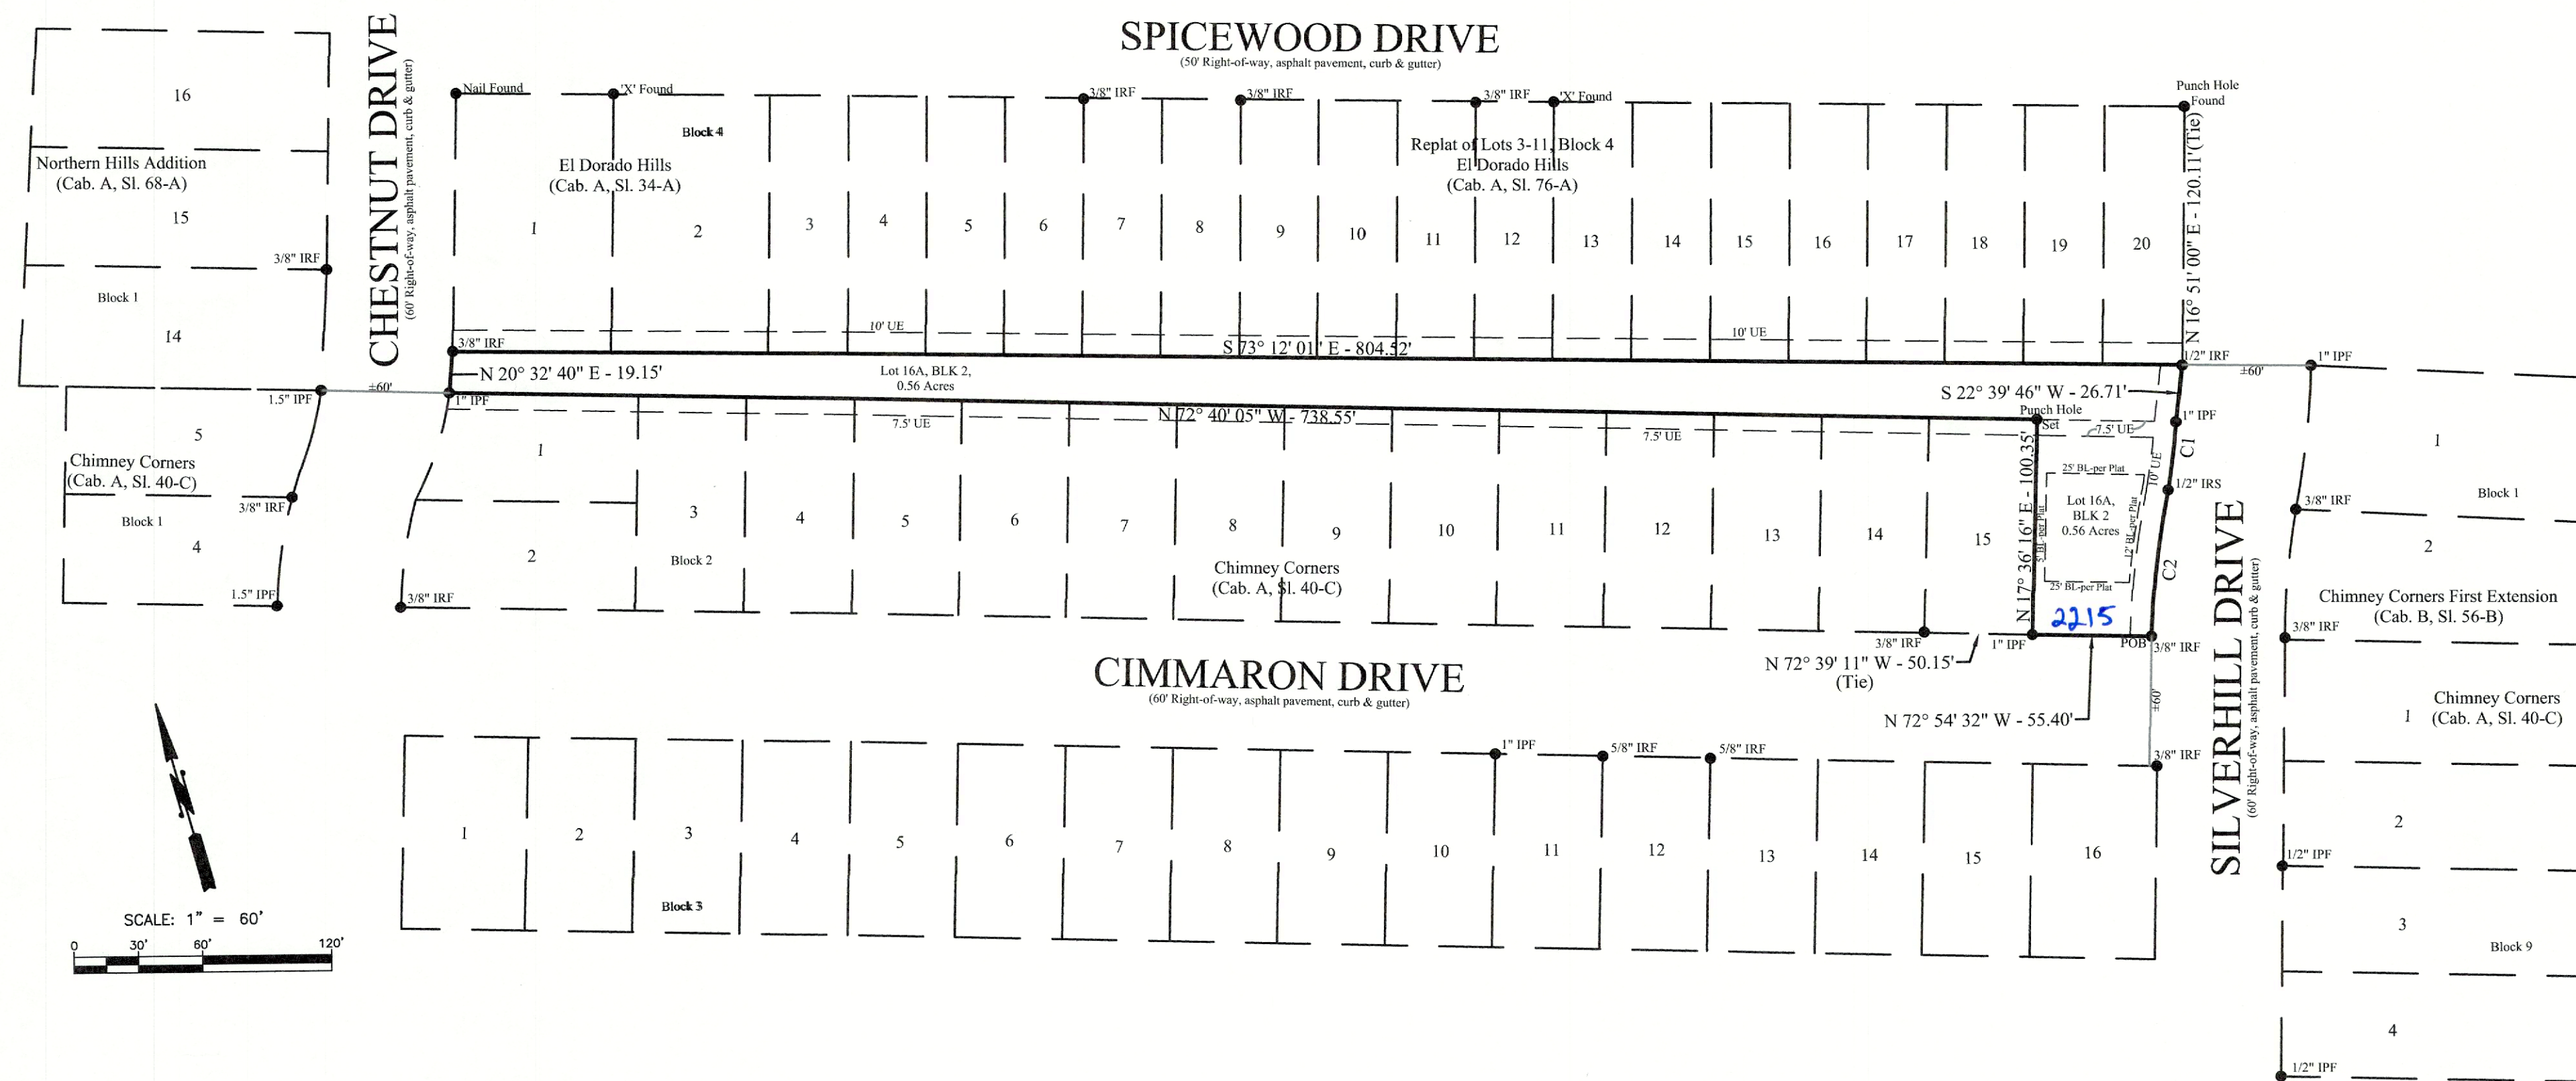 SPICEWOOD DRIVE
(50' Right-of-way, asphalt pavement, curb & gutter)
CHESTNUT DRIVE
(60' Right-of-way, asphalt pavement, curb & gutter)
16
Northern Hills Addition
(Cab. A, Sl. 68-A)
15
3/8" IRF
Block 1
14
Nail Found
'X' Found
3/8" IRF
3/8" IRF
3/8" IRF
'X' Found
Punch Hole
Found
Block 4
El Dorado Hills
(Cab. A, Sl. 34-A)
Replat of Lots 3-11, Block 4
El Dorado Hills
(Cab. A, Sl. 76-A)
N 16° 51' 00" E - 120.11'(Tie)
1
2
3
4
5
6
7
8
9
10
11
12
13
14
15
16
17
18
19
20
10' UE
10' UE
3/8" IRF
S 73° 12' 01" E - 804.52'
1/2" IRF
1" IPF
±60'
N 20° 32' 40" E - 19.15'
Lot 16A, BLK 2,
0.56 Acres
S 22° 39' 46" W - 26.71'
±60'
1.5" IPF
1" IPF
N 72° 40' 05" W - 738.55'
7.5' UE
7.5' UE
Punch Hole
Set
7.5' UE
1" IPF
C1
10' UE
1/2" IRS
C2
5
Chimney Corners
(Cab. A, Sl. 40-C)
3/8" IRF
Block 1
4
1.5" IPF
1
2
3
4
5
6
7
8
9
10
11
12
13
14
15
Block 2
3/8" IRF
Chimney Corners
(Cab. A, Sl. 40-C)
N 17° 36' 16" E - 100.35'
25' BL-per Plat
5' BL-per Plat
Lot 16A,
BLK 2
0.56 Acres
12' BL-per Plat
25' BL-per Plat
2215
3/8" IRF
1" IPF
POB
3/8" IRF
N 72° 39' 11" W - 50.15'
(Tie)
N 72° 54' 32" W - 55.40'
±60'
3/8" IRF
CIMMARON DRIVE
(60' Right-of-way, asphalt pavement, curb & gutter)
SILVERHILL DRIVE
(60' Right-of-way, asphalt pavement, curb & gutter)
1
Block 1
3/8" IRF
2
Chimney Corners First Extension
(Cab. B, Sl. 56-B)
3/8" IRF
1
Chimney Corners
(Cab. A, Sl. 40-C)
2
1/2" IPF
3
Block 9
4
1/2" IPF
1" IPF
5/8" IRF
5/8" IRF
1
2
3
4
5
6
7
8
9
10
11
12
13
14
15
16
Block 3
N
SCALE: 1" = 60'
0
30'
60'
120'